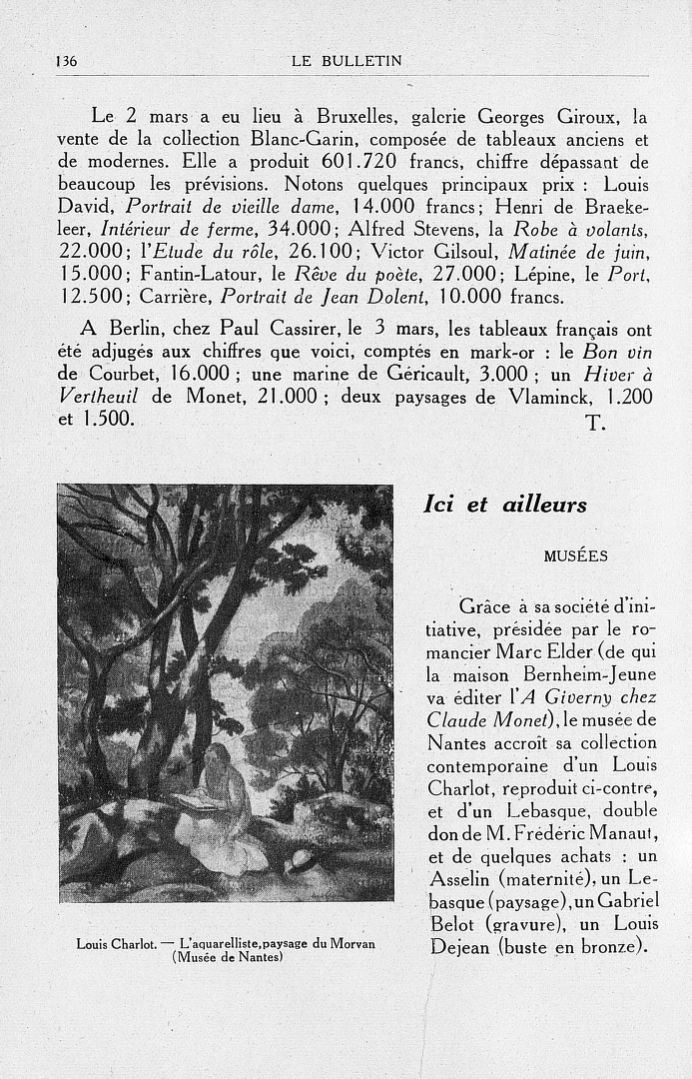 136
LE BULLETIN
Le 2 mars a eu lieu à Bruxelles, galerie Georges Giroux, la
vente de la collection Blanc-Garin, composée de tableaux anciens et
de modernes. Elle a produit 601.720 francs, chiffre dépassant de
beaucoup les prévisions. Notons quelques principaux prix : Louis
David, Portrait de vieille dame, 14.000 francs; Henri de Braeke-
leer, Intérieur de ferme, 34.000; Alfred Stevens, la Robe à volants,
22.000; l'Etude du rôle, 26.100; Victor Gilsoul, Matinée de juin,
15.000; Fantin-Latour, le Rêve du poète, 27.000; Lépine, le Port,
12.500; Carrière, Portrait de Jean Dolent, 10.000 francs.
A Berlin, chez Paul Cassirer, le 3 mars, les tableaux français ont
été adjugés aux chiffres que voici, comptés en mark-or : le Bon vin
de Courbet, 16.000 ; une marine de Géricault, 3.000 ; un Hiver à
Vertheuil de Monet, 21.000 ; deux paysages de Vlaminck, 1.200
et 1.500.
T.
Ici et ailleurs
MUSÉES
Grâce à sa société d'ini-
tiative, présidée par le ro-
mancier Marc Elder (de qui
la maison Bernheim-Jeune
va éditer l'A Giverny chez
Claude Monet), le musée de
Nantes accroît sa collection
contemporaine d'un Louis
Charlot, reproduit ci-contre,
et d'un Lebasque, double
don de M. Frédéric Manaut,
et de quelques achats : un
Asselin (maternité), un Le-
basque (paysage), un Gabriel
Belot (gravure), un Louis
Dejean (buste en bronze).
Louis Charlot. — L'aquarelliste, paysage du Morvan
(Musée de Nantes)